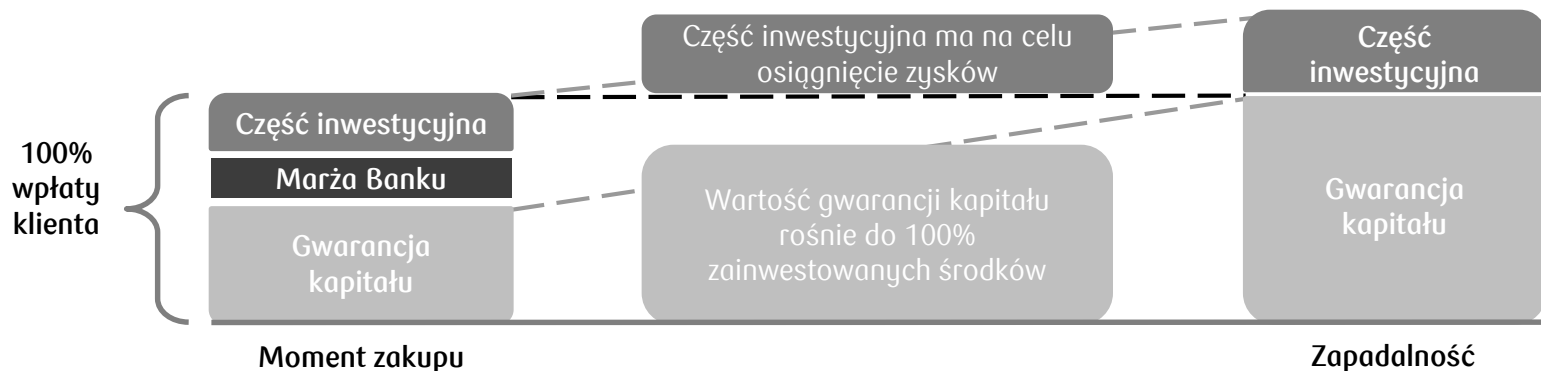 100%
wpłaty
klienta
Część inwestycyjna
Marża Banku
Gwarancja
kapitału
Moment zakupu
Część inwestycyjna ma na celu
osiągnięcie zysków
Wartość gwarancji kapitału
rośnie do 100%
zainwestowanych środków
Część
inwestycyjna
Gwarancja
kapitału
Zapadalność